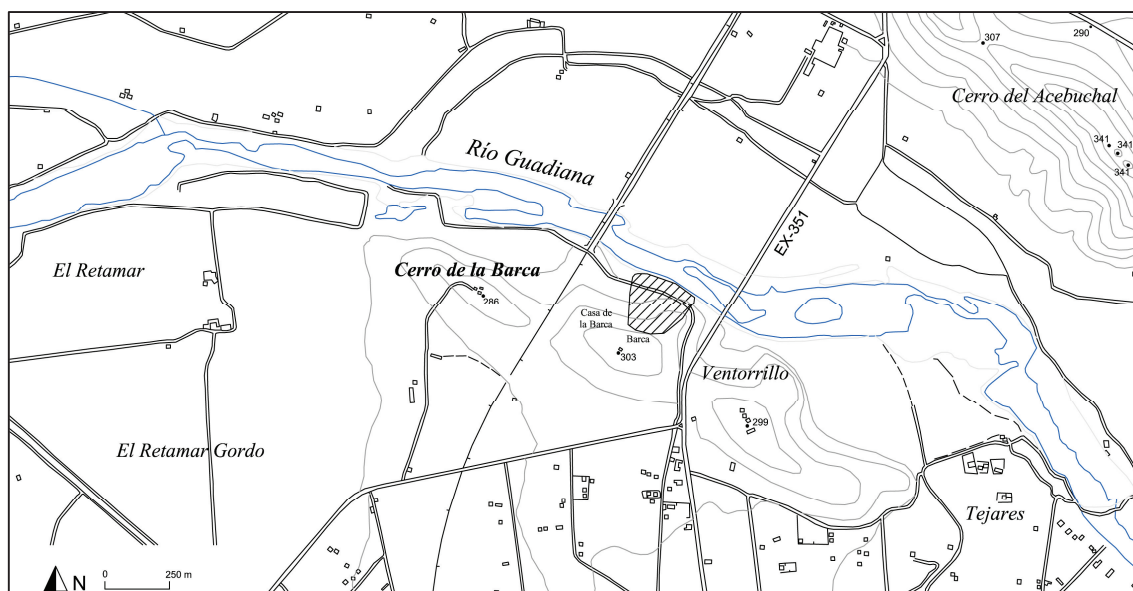 307
290
Cerro del Acebuchal
341
341
341
Río Guadiana
EX-351
El Retamar
Cerro de la Barca
286
Casa de
la Barca
Barca
303
Ventorrillo
299
El Retamar Gordo
Tejares
N
0
250 m